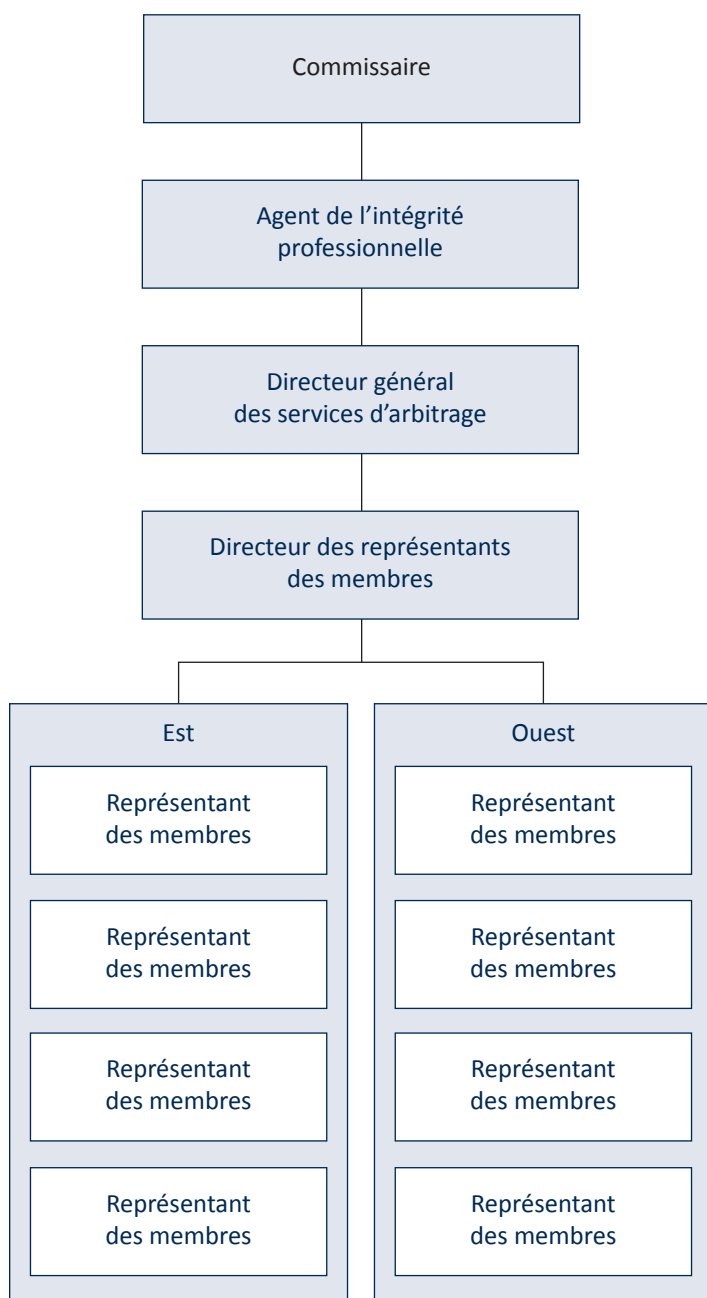 Commissaire
Agent de l’intégrité
professionnelle
Directeur général
des services d’arbitrage
Directeur des représentants
des membres
Est
Représentant
des membres
Représentant
des membres
Représentant
des membres
Représentant
des membres
Ouest
Représentant
des membres
Représentant
des membres
Représentant
des membres
Représentant
des membres